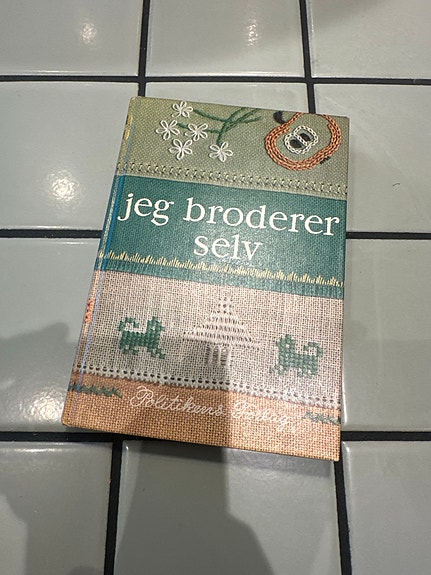 jeg broderer
selv
Politikens Forlag